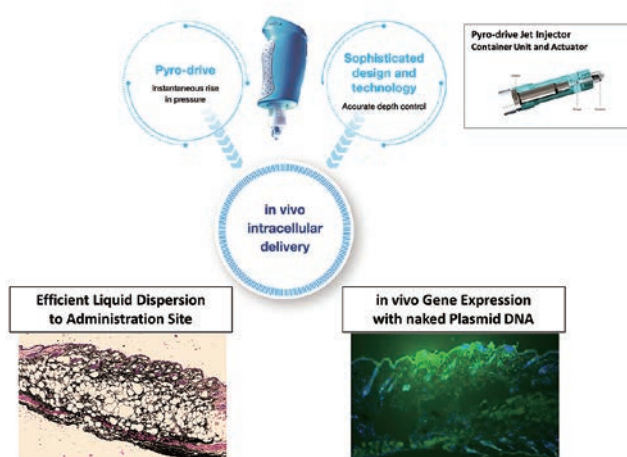 Pyro-drive
Instantaneous rise
in pressure
Sophisticated
design and
technology
Accurate depth control
Pyro-drive Jet Injector
Container Unit and Actuator
in vivo
intracellular
delivery
Efficient Liquid Dispersion
to Administration Site
in vivo Gene Expression
with naked Plasmid DNA